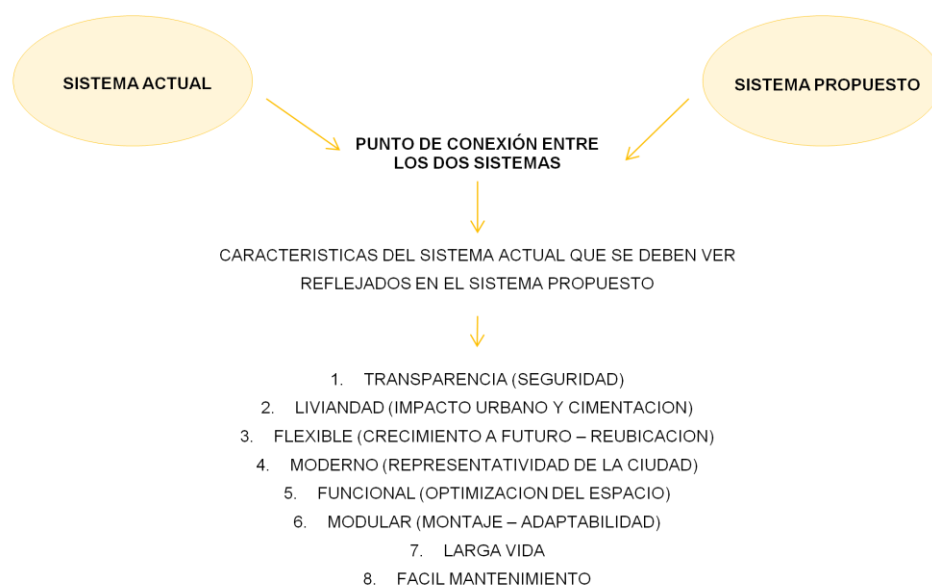 SISTEMA ACTUAL
SISTEMA PROPUESTO
PUNTO DE CONEXIÓN ENTRE
LOS DOS SISTEMAS
CARACTERISTICAS DEL SISTEMA ACTUAL QUE SE DEBEN VER
REFLEJADOS EN EL SISTEMA PROPUESTO
1. TRANSPARENCIA (SEGURIDAD)
2. LIVIANDAD (IMPACTO URBANO Y CIMENTACION)
3. FLEXIBLE (CRECIMIENTO A FUTURO – REUBICACION)
4. MODERNO (REPRESENTATIVIDAD DE LA CIUDAD)
5. FUNCIONAL (OPTIMIZACION DEL ESPACIO)
6. MODULAR (MONTAJE – ADAPTABILIDAD)
7. LARGA VIDA
8. FACIL MANTENIMIENTO